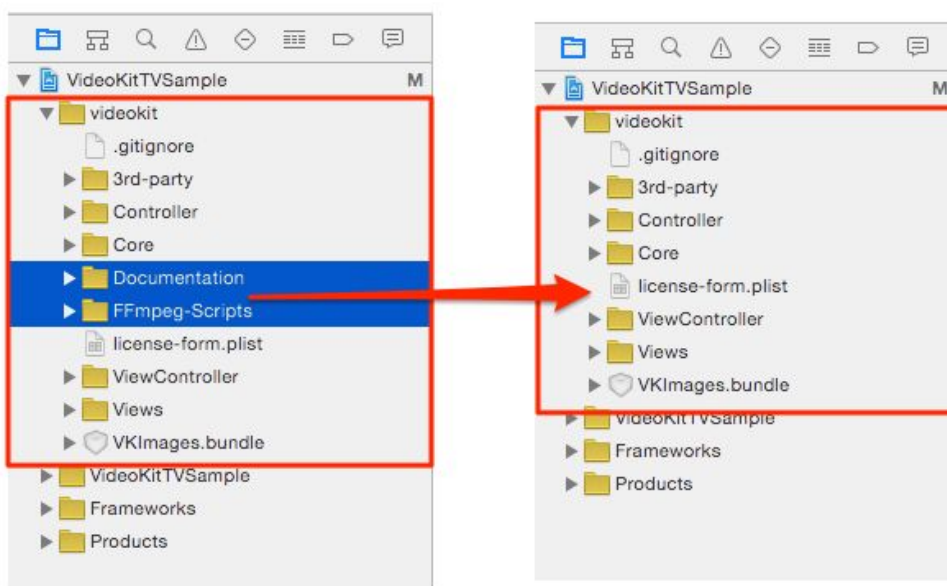 VideoKitTVSample M
videokit
.gitignore
3rd-party
Controller
Core
Documentation
FFmpeg-Scripts
license-form.plist
ViewController
Views
VKImages.bundle
VideoKitTVSample
Frameworks
Products
VideoKitTVSample M
videokit
.gitignore
3rd-party
Controller
Core
license-form.plist
ViewController
Views
VKImages.bundle
VideoKitTVSample
Frameworks
Products